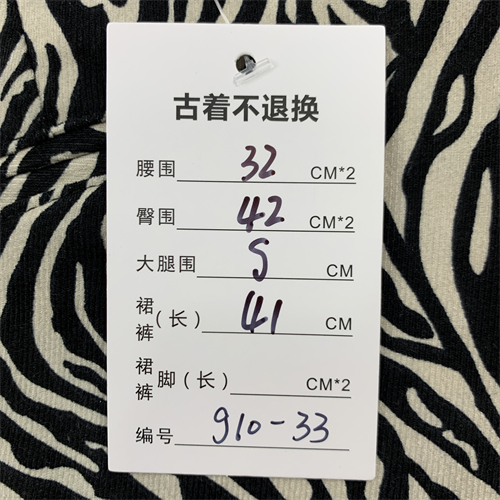 古着不退换
腰围 32 CM*2
臀围 42 CM*2
大腿围 S CM
裙裤(长) 41 CM
裙裤脚(长) CM*2
编号 910-33